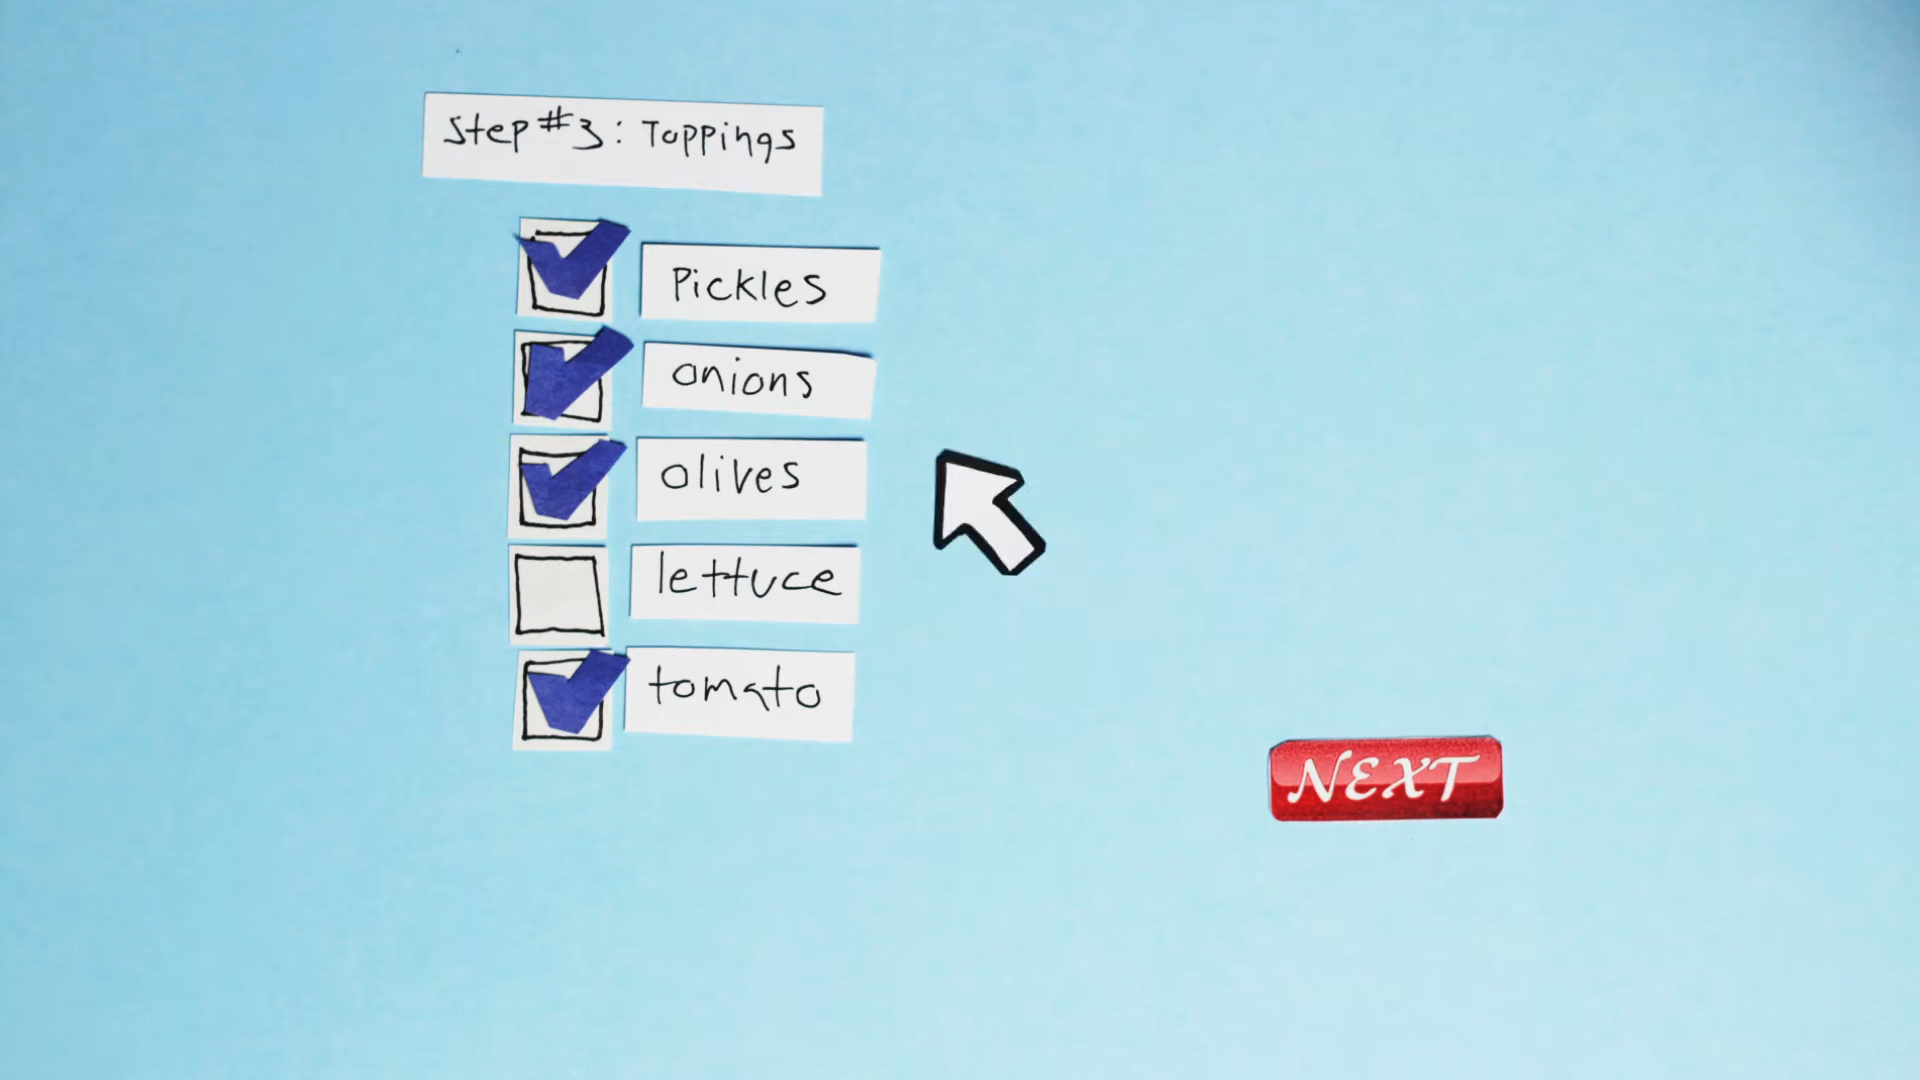 Step #3: Toppings
Pickles
onions
olives
lettuce
tomato
NEXT